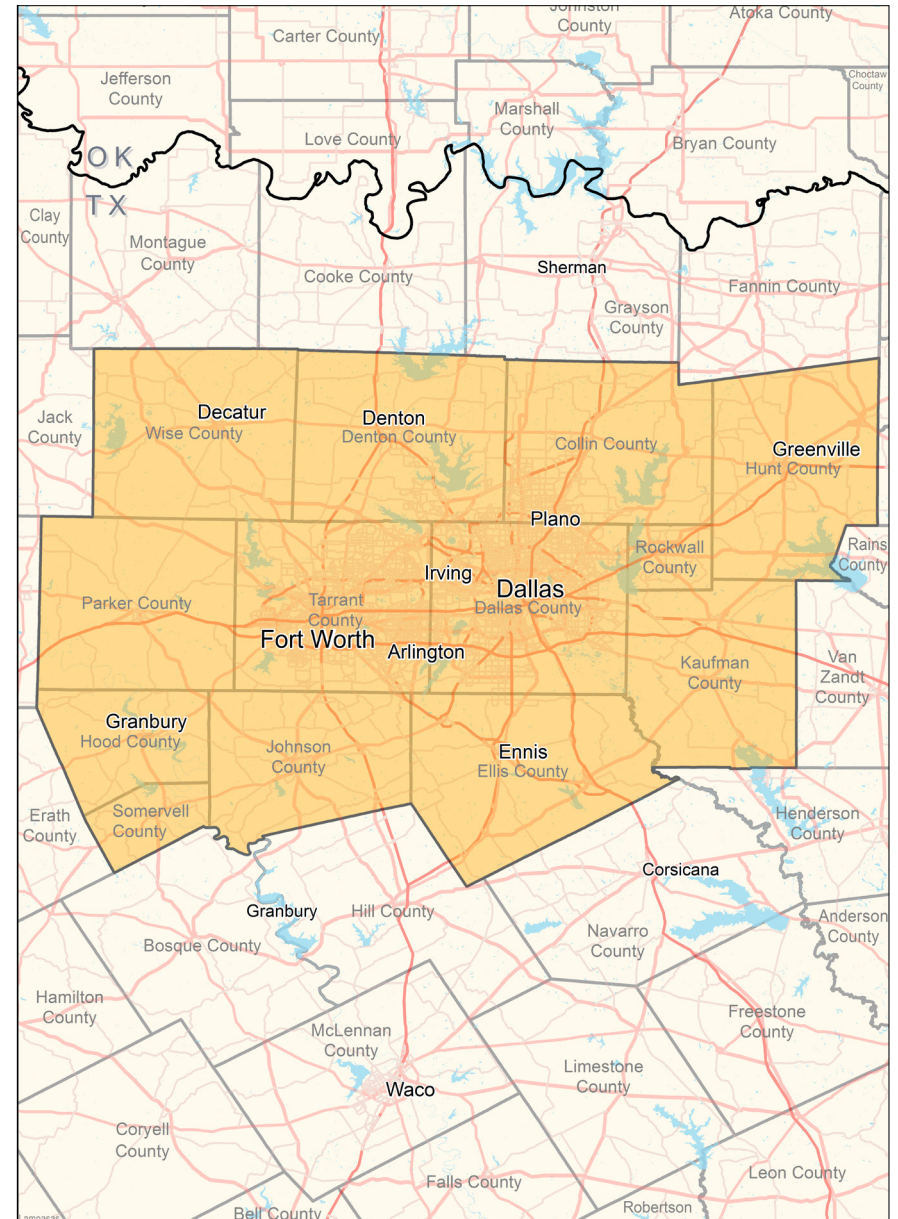 Johnston
County
Atoka County
Carter County
Jefferson
County
Choctaw
County
Marshall
County
Love County
Bryan County
OK
TX
Clay
County
Montague
County
Cooke County
Sherman
Fannin County
Grayson
County
Jack
County
Decatur
Wise County
Denton
Denton County
Collin County
Greenville
Hunt County
Plano
Rockwall
County
Rains
County
Irving
Dallas
Dallas County
Parker County
Tarrant
County
Fort Worth
Arlington
Kaufman
County
Van
Zandt
County
Granbury
Hood County
Johnson
County
Ennis
Ellis County
Erath
County
Somervell
County
Henderson
County
Corsicana
Granbury
Hill County
Anderson
County
Bosque County
Navarro
County
Hamilton
County
Freestone
County
McLennan
County
Limestone
County
Waco
Coryell
County
Leon County
Falls County
Robertson
Bell County
Lampasas